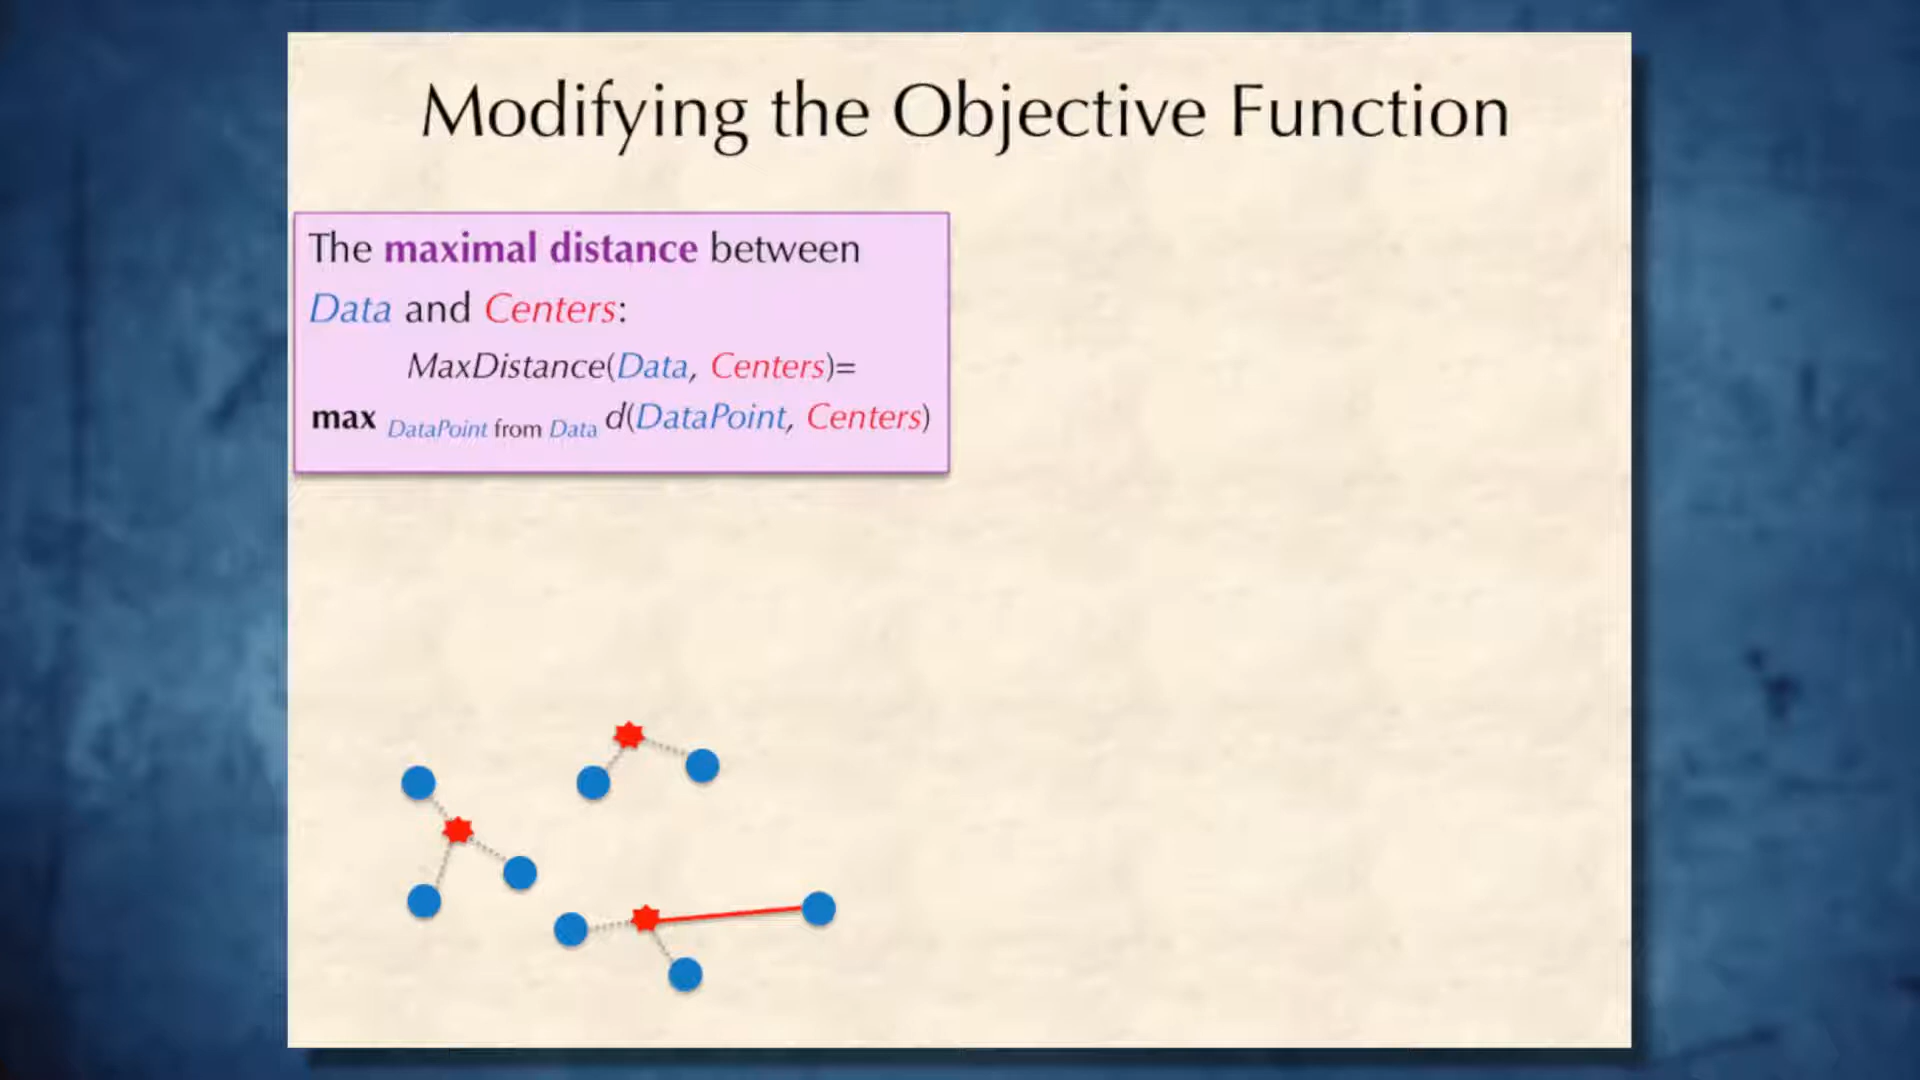 Modifying the Objective Function
The maximal distance between
Data and Centers:
MaxDistance(Data, Centers)=
max DataPoint from Data d(DataPoint, Centers)